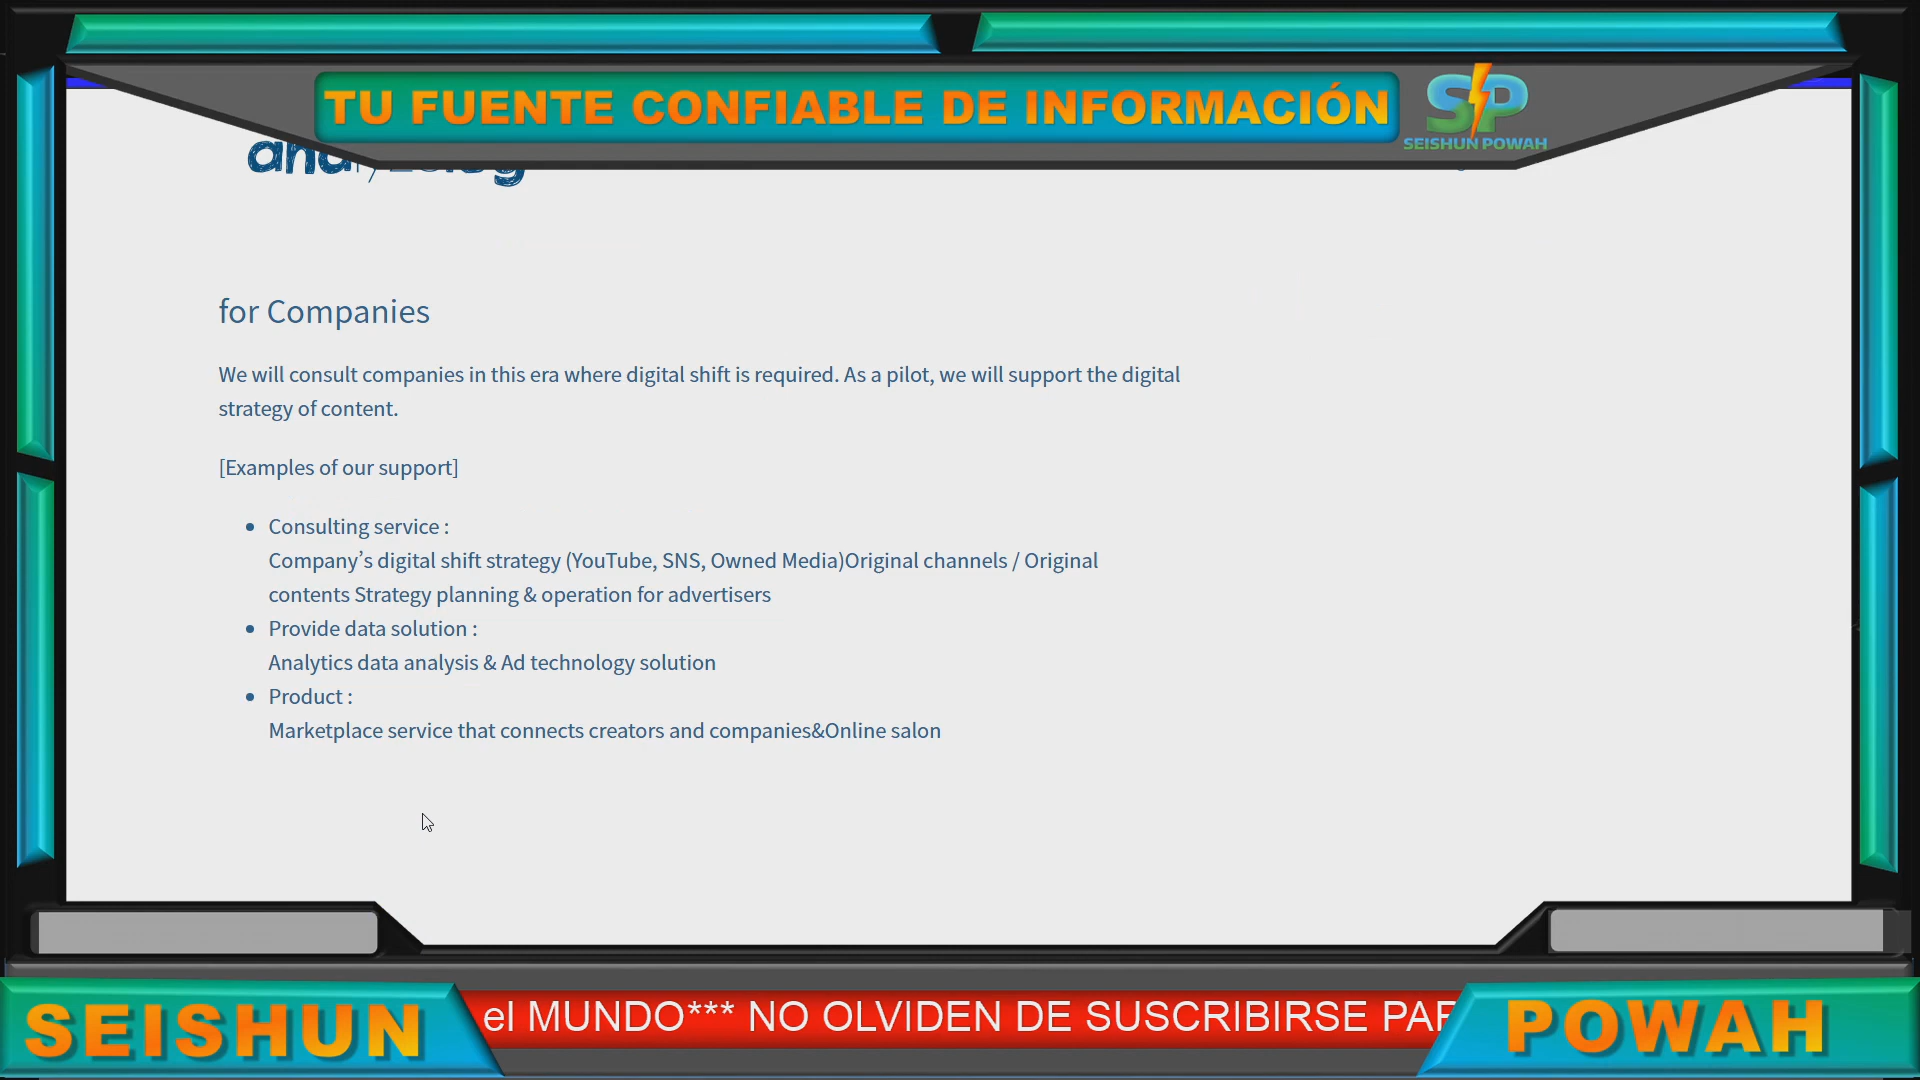 TU FUENTE CONFIABLE DE INFORMACIÓN
SP
SEISHUN POWAH
for Companies
We will consult companies in this era where digital shift is required. As a pilot, we will support the digital
strategy of content.
[Examples of our support]
• Consulting service :
Company’s digital shift strategy (YouTube, SNS, Owned Media)Original channels / Original
contents Strategy planning & operation for advertisers
• Provide data solution :
Analytics data analysis & Ad technology solution
• Product :
Marketplace service that connects creators and companies&Online salon
SEISHUN
el MUNDO*** NO OLVIDEN DE SUSCRIBIRSE PAR
POWAH